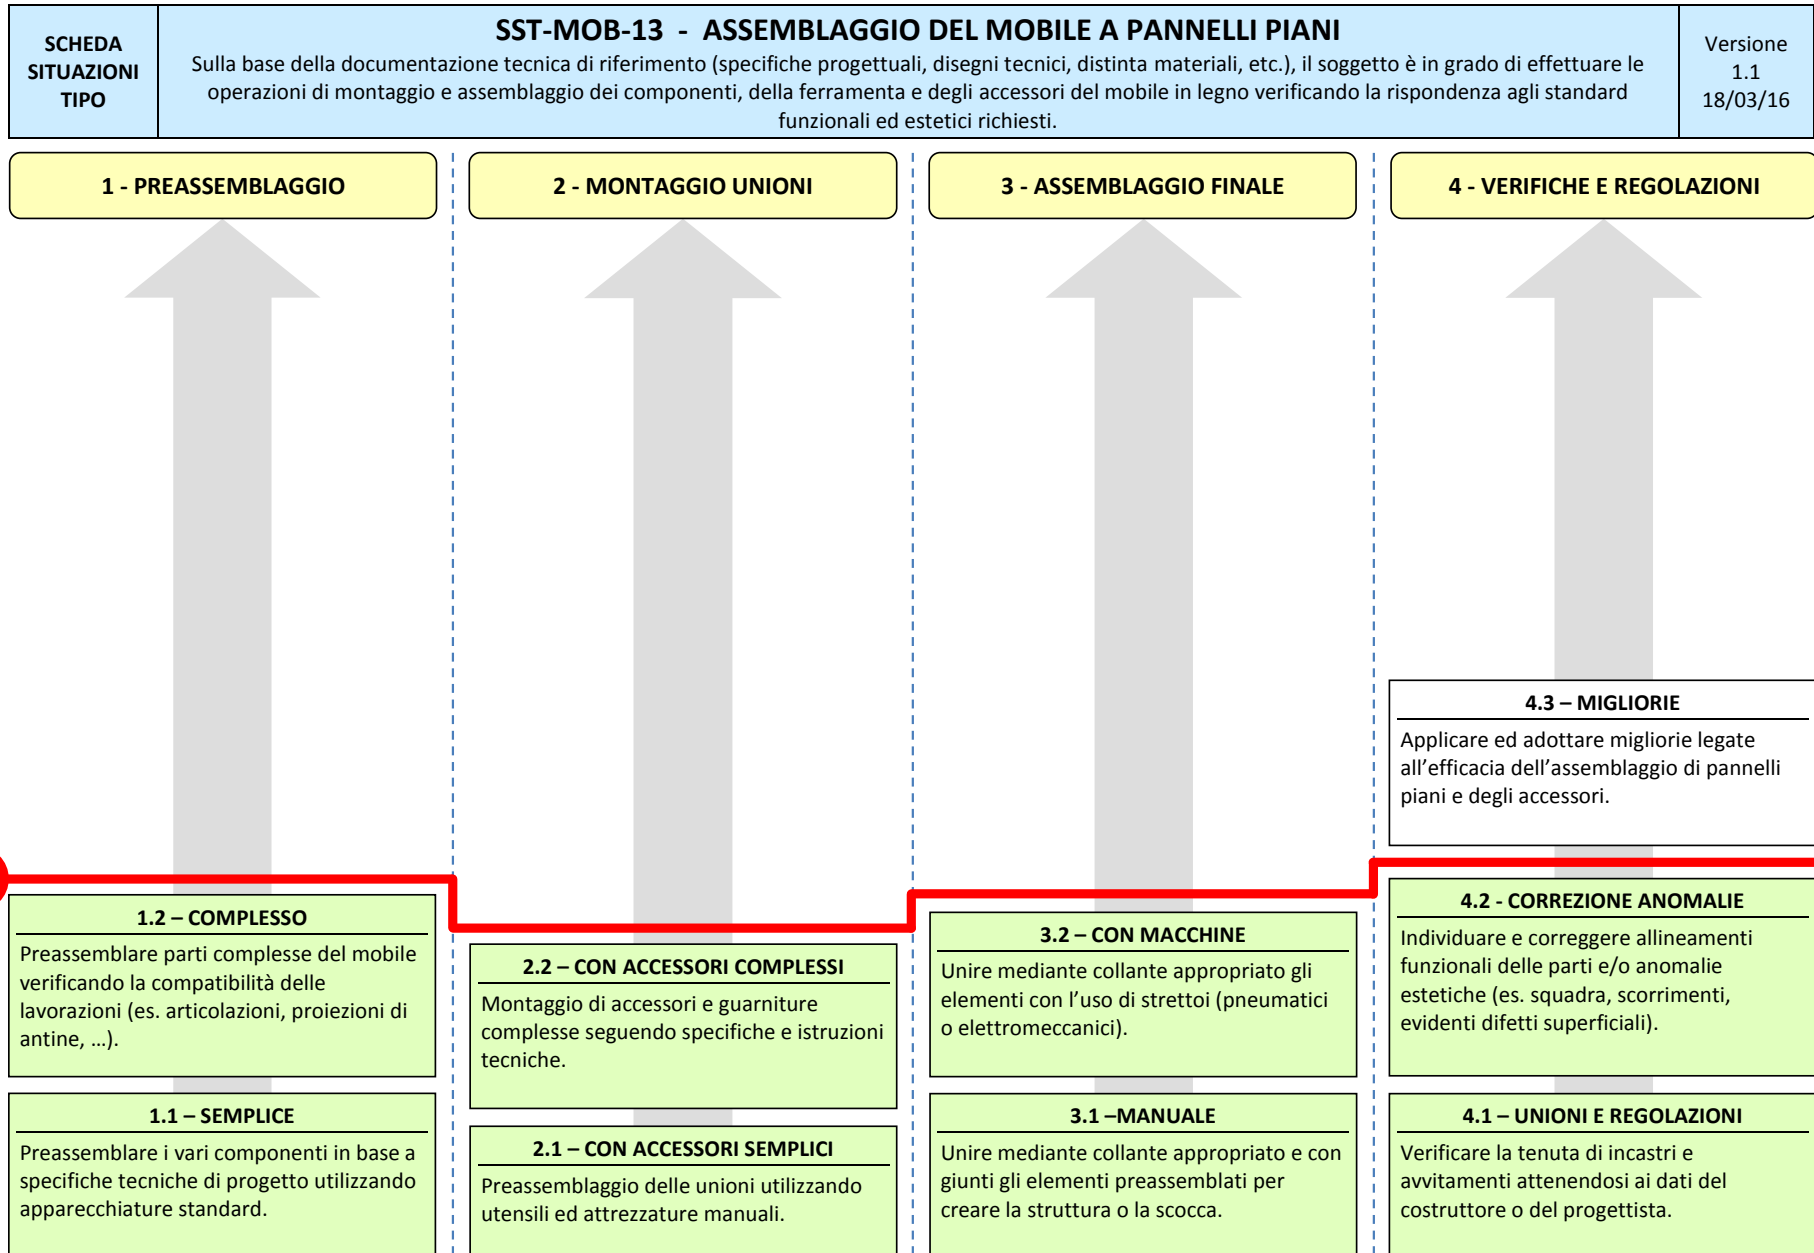 SCHEDA
SITUAZIONI
TIPO
SST-MOB-13 - ASSEMBLAGGIO DEL MOBILE A PANNELLI PIANI
Sulla base della documentazione tecnica di riferimento (specifiche progettuali, disegni tecnici, distinta materiali, etc.), il soggetto è in grado di effettuare le
operazioni di montaggio e assemblaggio dei componenti, della ferramenta e degli accessori del mobile in legno verificando la rispondenza agli standard
funzionali ed estetici richiesti.
Versione
1.1
18/03/16
1 - PREASSEMBLAGGIO
2 - MONTAGGIO UNIONI
3 - ASSEMBLAGGIO FINALE
4 - VERIFICHE E REGOLAZIONI
4.3 – MIGLIORIE
Applicare ed adottare migliorie legate
all’efficacia dell’assemblaggio di pannelli
piani e degli accessori.
1.2 – COMPLESSO
Preassemblare parti complesse del mobile
verificando la compatibilità delle
lavorazioni (es. articolazioni, proiezioni di
antine, …).
2.2 – CON ACCESSORI COMPLESSI
Montaggio di accessori e guarniture
complesse seguendo specifiche e istruzioni
tecniche.
3.2 – CON MACCHINE
Unire mediante collante appropriato gli
elementi con l’uso di strettoi (pneumatici
o elettromeccanici).
4.2 - CORREZIONE ANOMALIE
Individuare e correggere allineamenti
funzionali delle parti e/o anomalie
estetiche (es. squadra, scorrimenti,
evidenti difetti superficiali).
1.1 – SEMPLICE
Preassemblare i vari componenti in base a
specifiche tecniche di progetto utilizzando
apparecchiature standard.
2.1 – CON ACCESSORI SEMPLICI
Preassemblaggio delle unioni utilizzando
utensili ed attrezzature manuali.
3.1 –MANUALE
Unire mediante collante appropriato e con
giunti gli elementi preassemblati per
creare la struttura o la scocca.
4.1 – UNIONI E REGOLAZIONI
Verificare la tenuta di incastri e
avvitamenti attenendosi ai dati del
costruttore o del progettista.